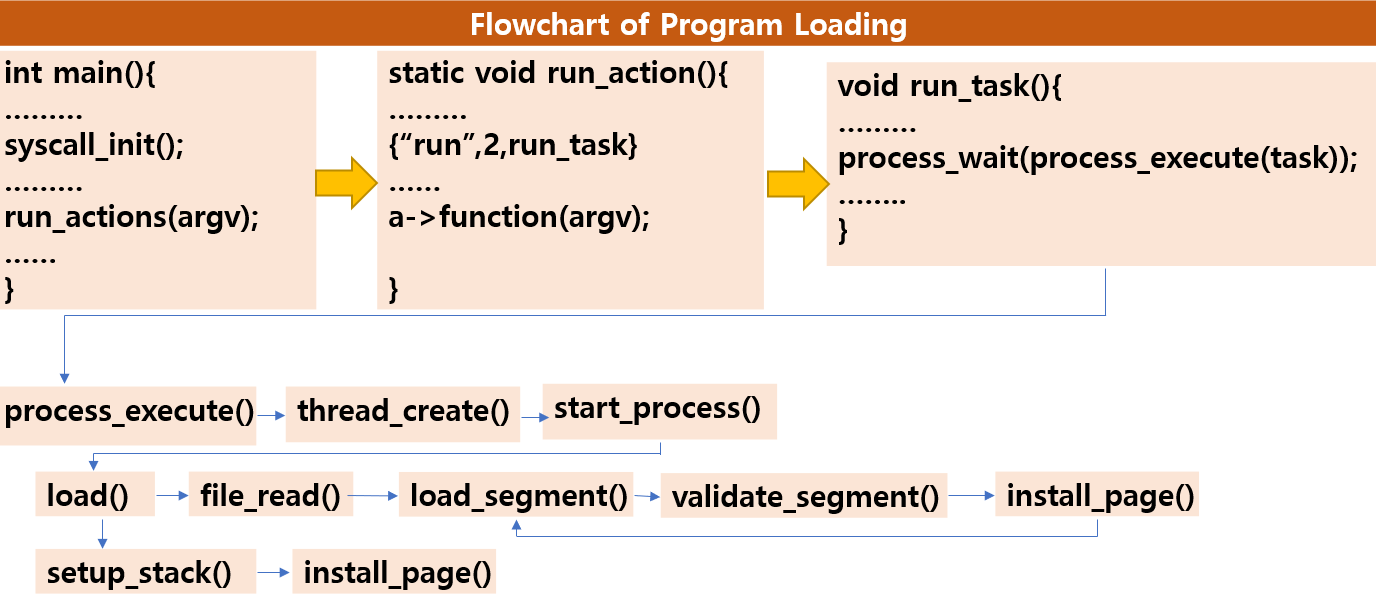 Flowchart of Program Loading
int main(){
.........
syscall_init();
.........
run_actions(argv);
......
}
static void run_action(){
.........
{“run”,2,run_task}
......
a->function(argv);
}
void run_task(){
.........
process_wait(process_execute(task));
........
}
process_execute()
thread_create()
start_process()
load()
file_read()
load_segment()
validate_segment()
install_page()
setup_stack()
install_page()